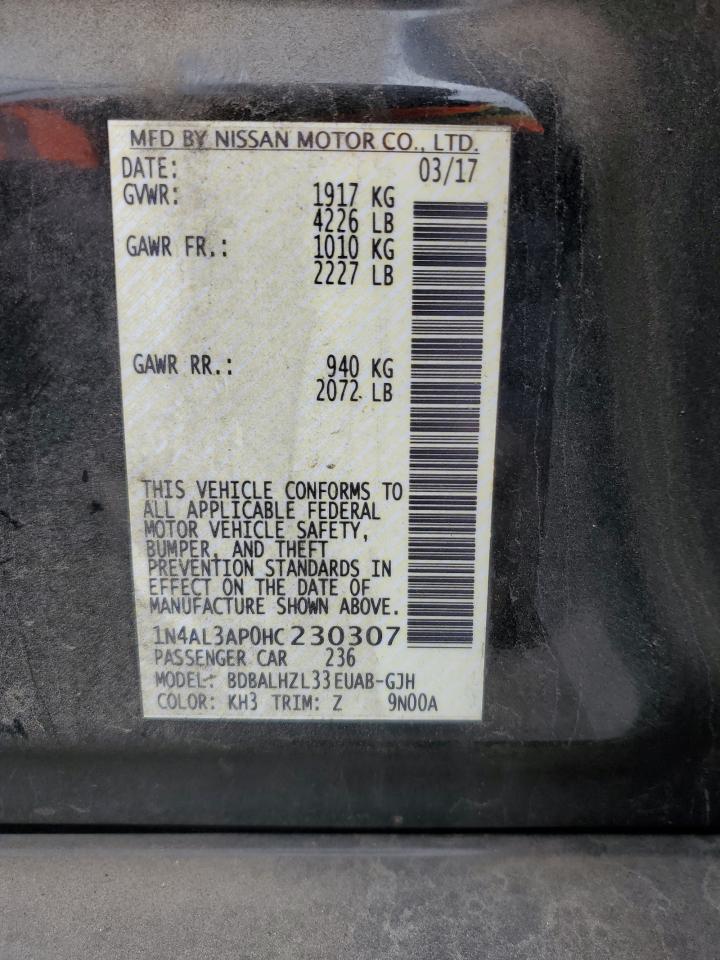 MFD BY NISSAN MOTOR CO., LTD.
DATE: 03/17
GVWR: 1917 KG
4226 LB
GAWR FR.: 1010 KG
2227 LB
GAWR RR.: 940 KG
2072 LB
THIS VEHICLE CONFORMS TO
ALL APPLICABLE FEDERAL
MOTOR VEHICLE SAFETY,
BUMPER, AND THEFT
PREVENTION STANDARDS IN
EFFECT ON THE DATE OF
MANUFACTURE SHOWN ABOVE.
1N4AL3AP0HC230307
PASSENGER CAR 236
MODEL: BDBALHZL33EUAB-GJH
COLOR: KH3 TRIM: Z 9N00A